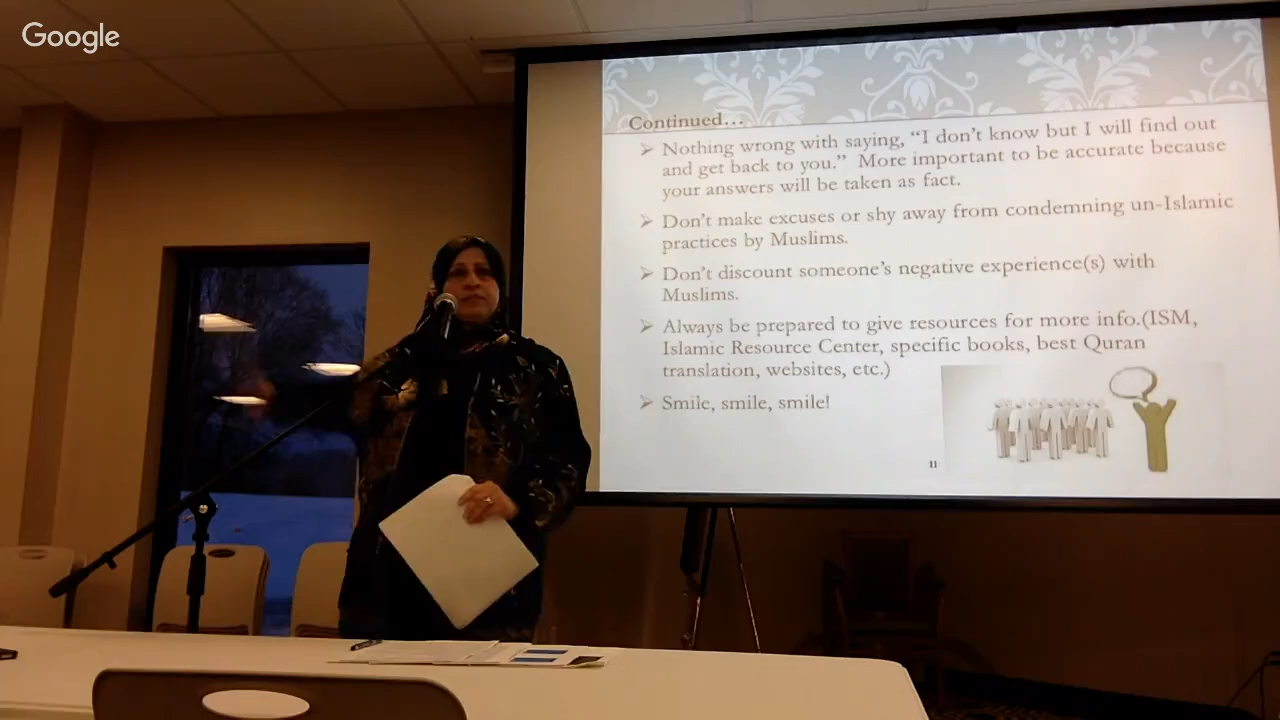 Google
Continued…
➢ Nothing wrong with saying, “I don’t know but I will find out
and get back to you.” More important to be accurate because
your answers will be taken as fact.
➢ Don’t make excuses or shy away from condemning un-Islamic
practices by Muslims.
➢ Don’t discount someone’s negative experience(s) with
Muslims.
➢ Always be prepared to give resources for more info.(ISM,
Islamic Resource Center, specific books, best Quran
translation, websites, etc.)
➢ Smile, smile, smile!
11